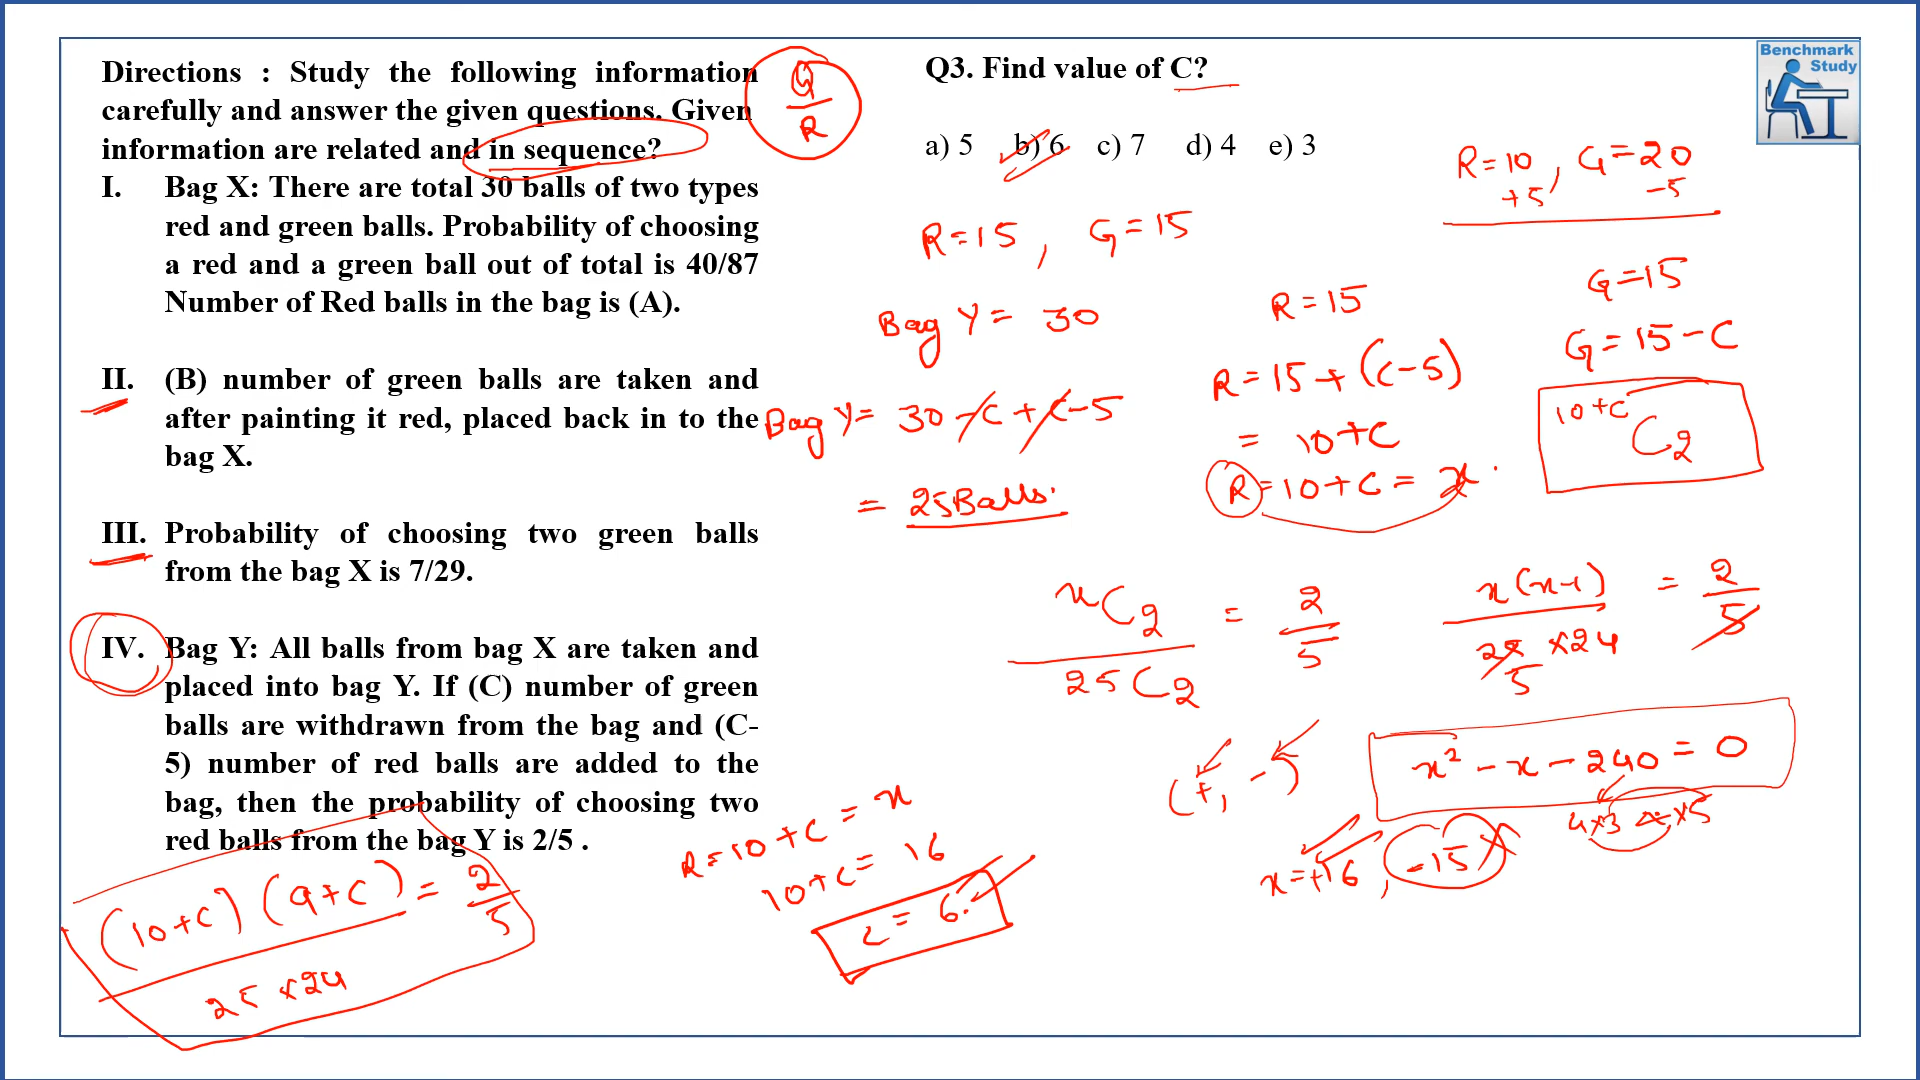 Directions : Study the following information
carefully and answer the given questions. Given
information are related and in sequence?
I. Bag X: There are total 30 balls of two types
red and green balls. Probability of choosing
a red and a green ball out of total is 40/87
Number of Red balls in the bag is (A).
II. (B) number of green balls are taken and
after painting it red, placed back in to the
bag X.
III. Probability of choosing two green balls
from the bag X is 7/29.
IV. Bag Y: All balls from bag X are taken and
placed into bag Y. If (C) number of green
balls are withdrawn from the bag and (C-
5) number of red balls are added to the
bag, then the probability of choosing two
red balls from the bag Y is 2/5 .
(10+C) (9+C) = 2/5
25 × 24
G/R
Q3. Find value of C?
a) 5 b) 6 c) 7 d) 4 e) 3
Benchmark
Study
R=10, G=20
+5 -5
R=15, G=15
Bag Y = 30
Bag Y = 30-C+C-5
= 25 Balls.
R=15
R=15+(C-5)
= 10+C
R=10+C = x
G=15
G=15-C
10+C C2
xC2 / 25C2 = 2/5
x(x-1) / 25×24 = 2/5
5
x² - x - 240 = 0
(+, -)
4×3 4×5
x=+16, -15
R=10+C = x
10+C = 16
C = 6.